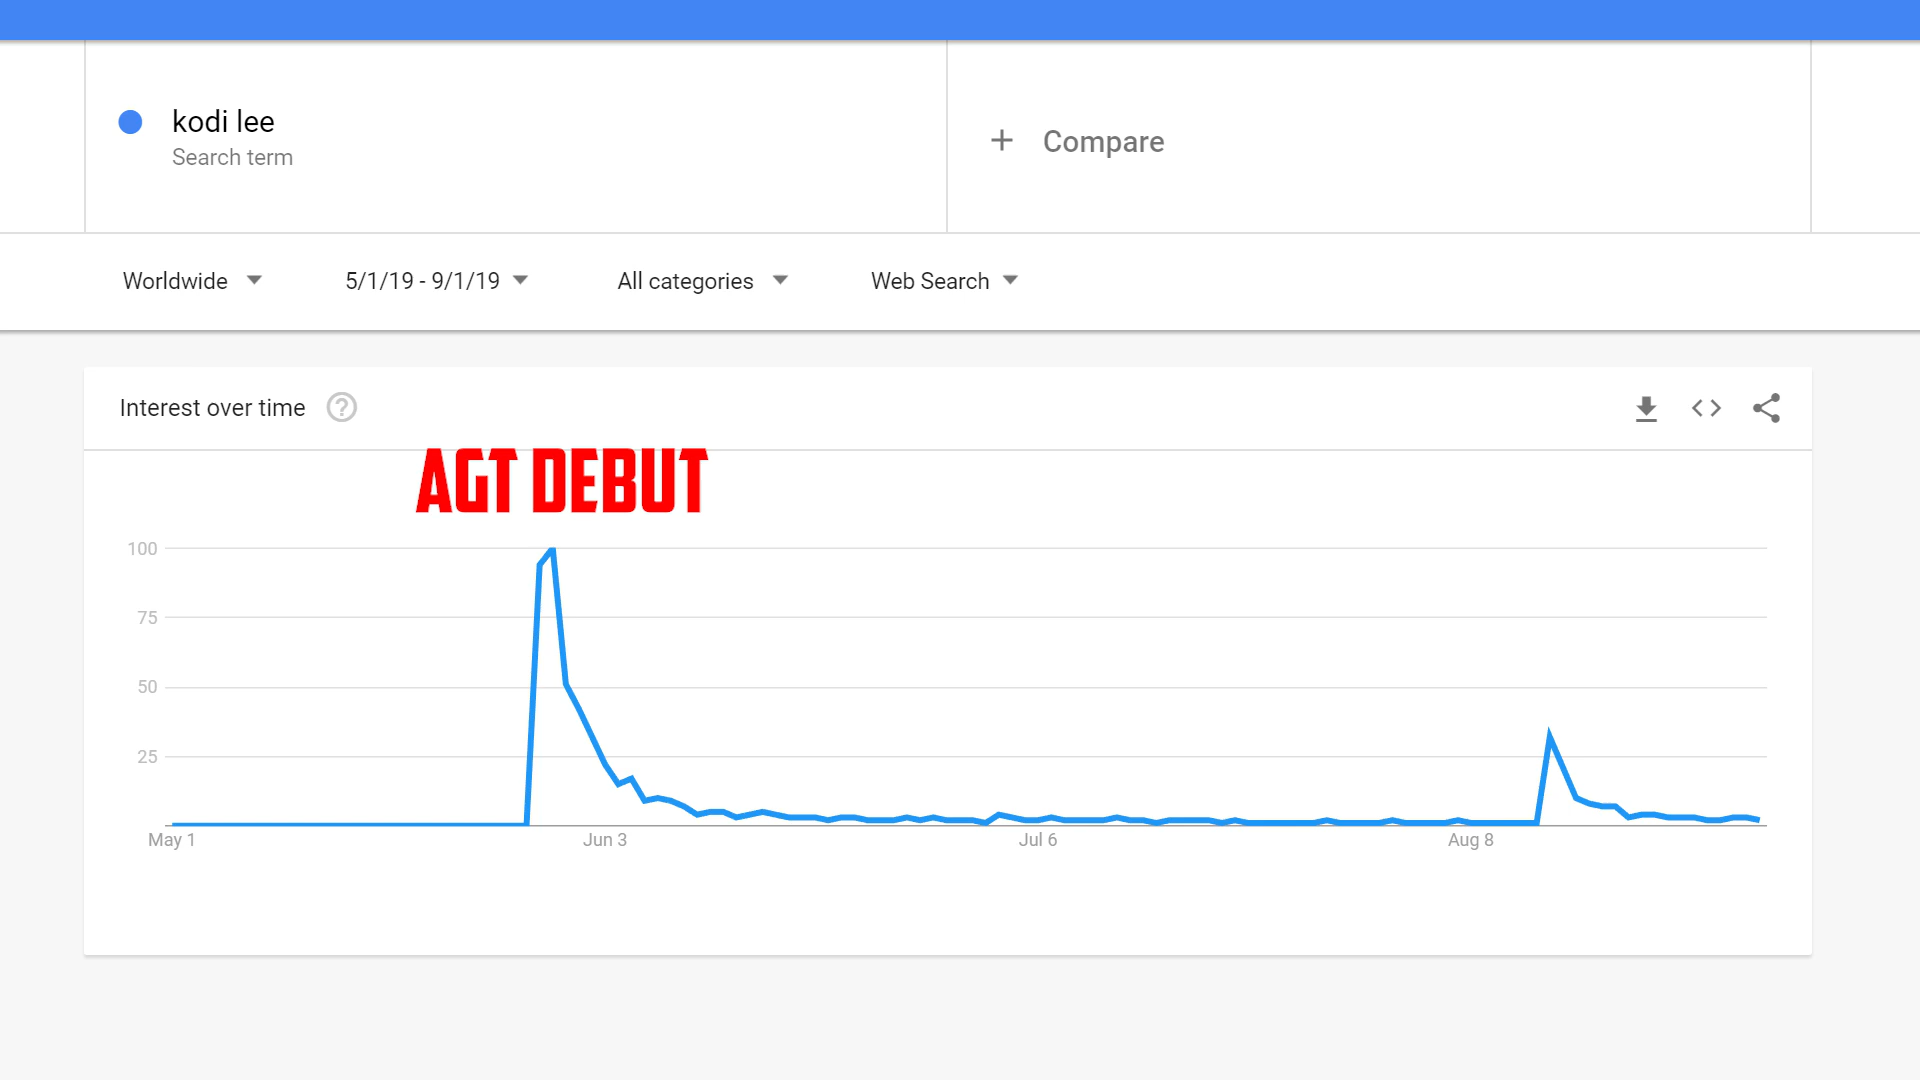 kodi lee
Search term
+ Compare
Worldwide
5/1/19 - 9/1/19
All categories
Web Search
Interest over time ?
AGT DEBUT
100
75
50
25
May 1
Jun 3
Jul 6
Aug 8